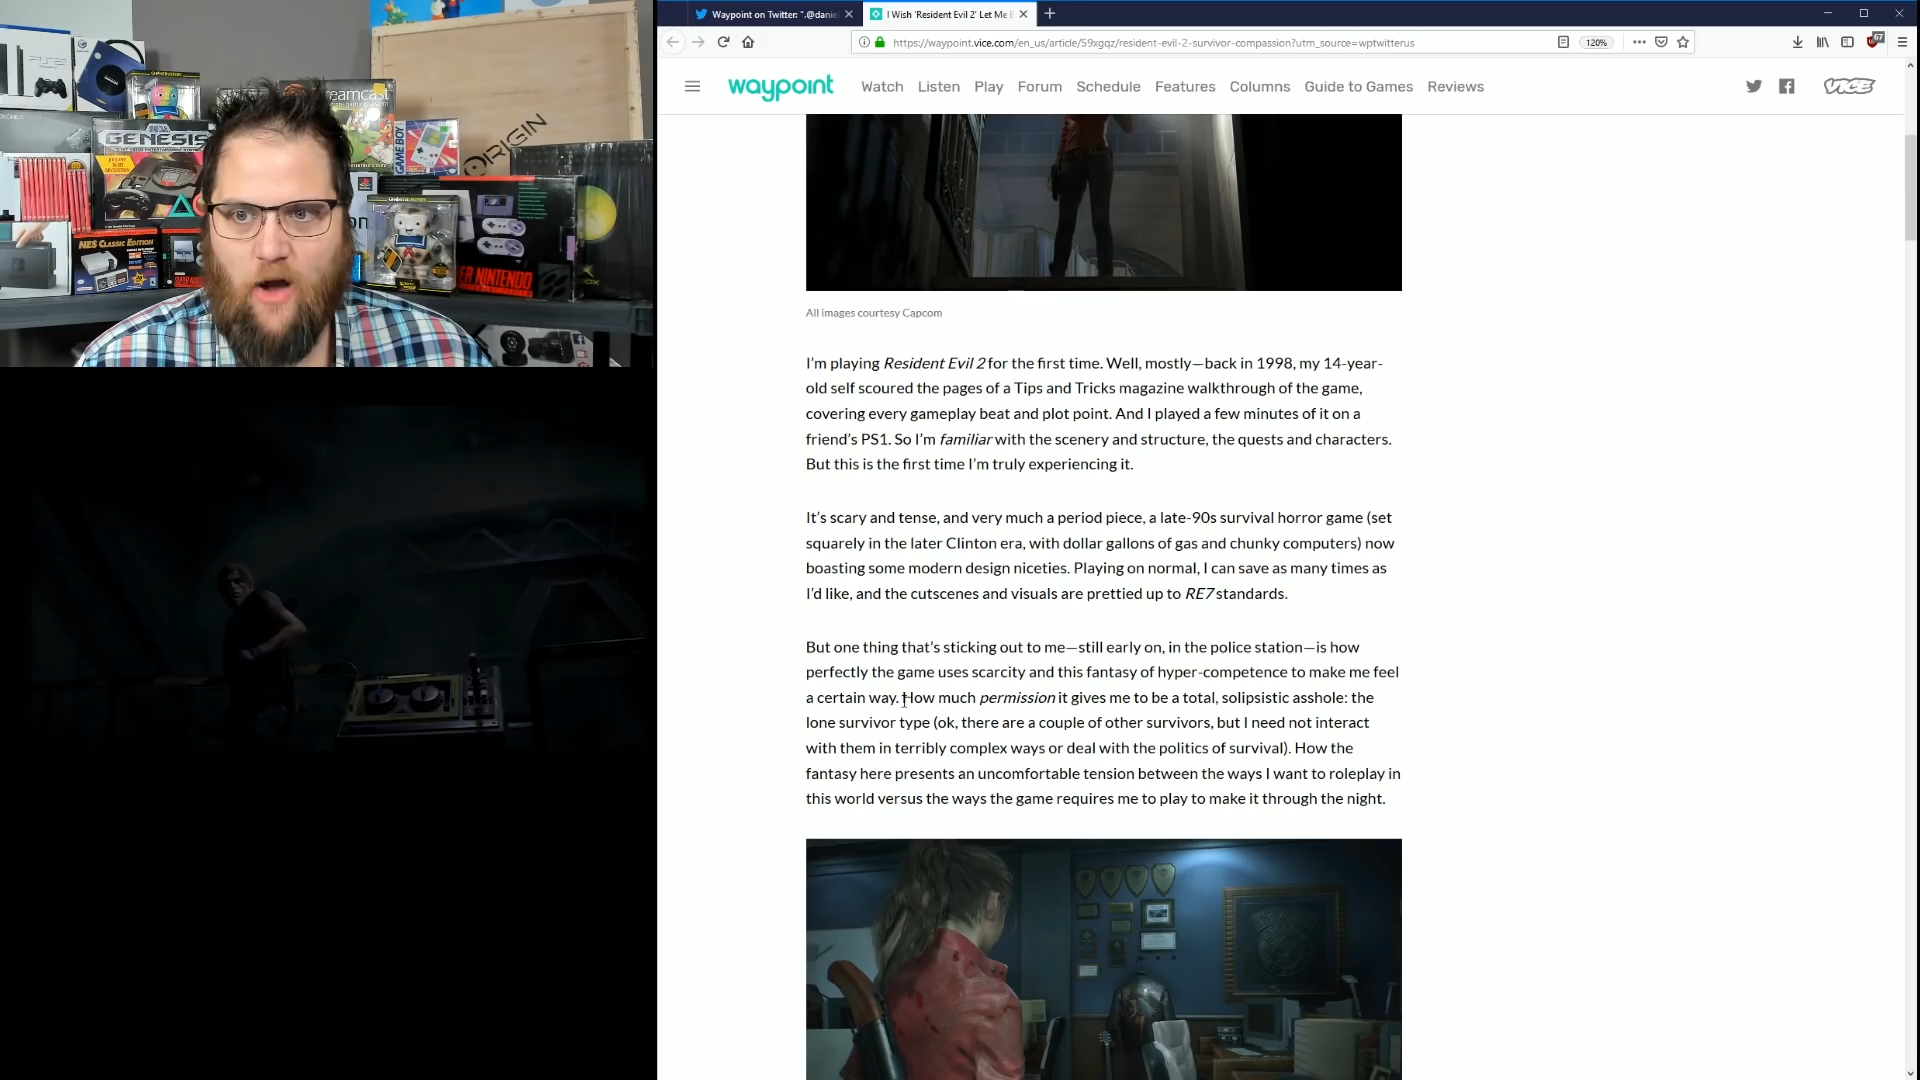 Waypoint on Twitter: ".@danie
I Wish 'Resident Evil 2' Let Me B
https://waypoint.vice.com/en_us/article/59xgqz/resident-evil-2-survivor-compassion?utm_source=wptwitterus
120%
67
waypoint
Watch Listen Play Forum Schedule Features Columns Guide to Games Reviews
VICE
PS2
GENESIS
NES CLASSIC EDITION
GAME BOY
ORIGIN
GHOSTBUSTERS
ER NINTENDO
All images courtesy Capcom
I'm playing Resident Evil 2 for the first time. Well, mostly—back in 1998, my 14-year-
old self scoured the pages of a Tips and Tricks magazine walkthrough of the game,
covering every gameplay beat and plot point. And I played a few minutes of it on a
friend's PS1. So I'm familiar with the scenery and structure, the quests and characters.
But this is the first time I'm truly experiencing it.
It's scary and tense, and very much a period piece, a late-90s survival horror game (set
squarely in the later Clinton era, with dollar gallons of gas and chunky computers) now
boasting some modern design niceties. Playing on normal, I can save as many times as
I'd like, and the cutscenes and visuals are prettied up to RE7 standards.
But one thing that's sticking out to me—still early on, in the police station—is how
perfectly the game uses scarcity and this fantasy of hyper-competence to make me feel
a certain way. How much permission it gives me to be a total, solipsistic asshole: the
lone survivor type (ok, there are a couple of other survivors, but I need not interact
with them in terribly complex ways or deal with the politics of survival). How the
fantasy here presents an uncomfortable tension between the ways I want to roleplay in
this world versus the ways the game requires me to play to make it through the night.